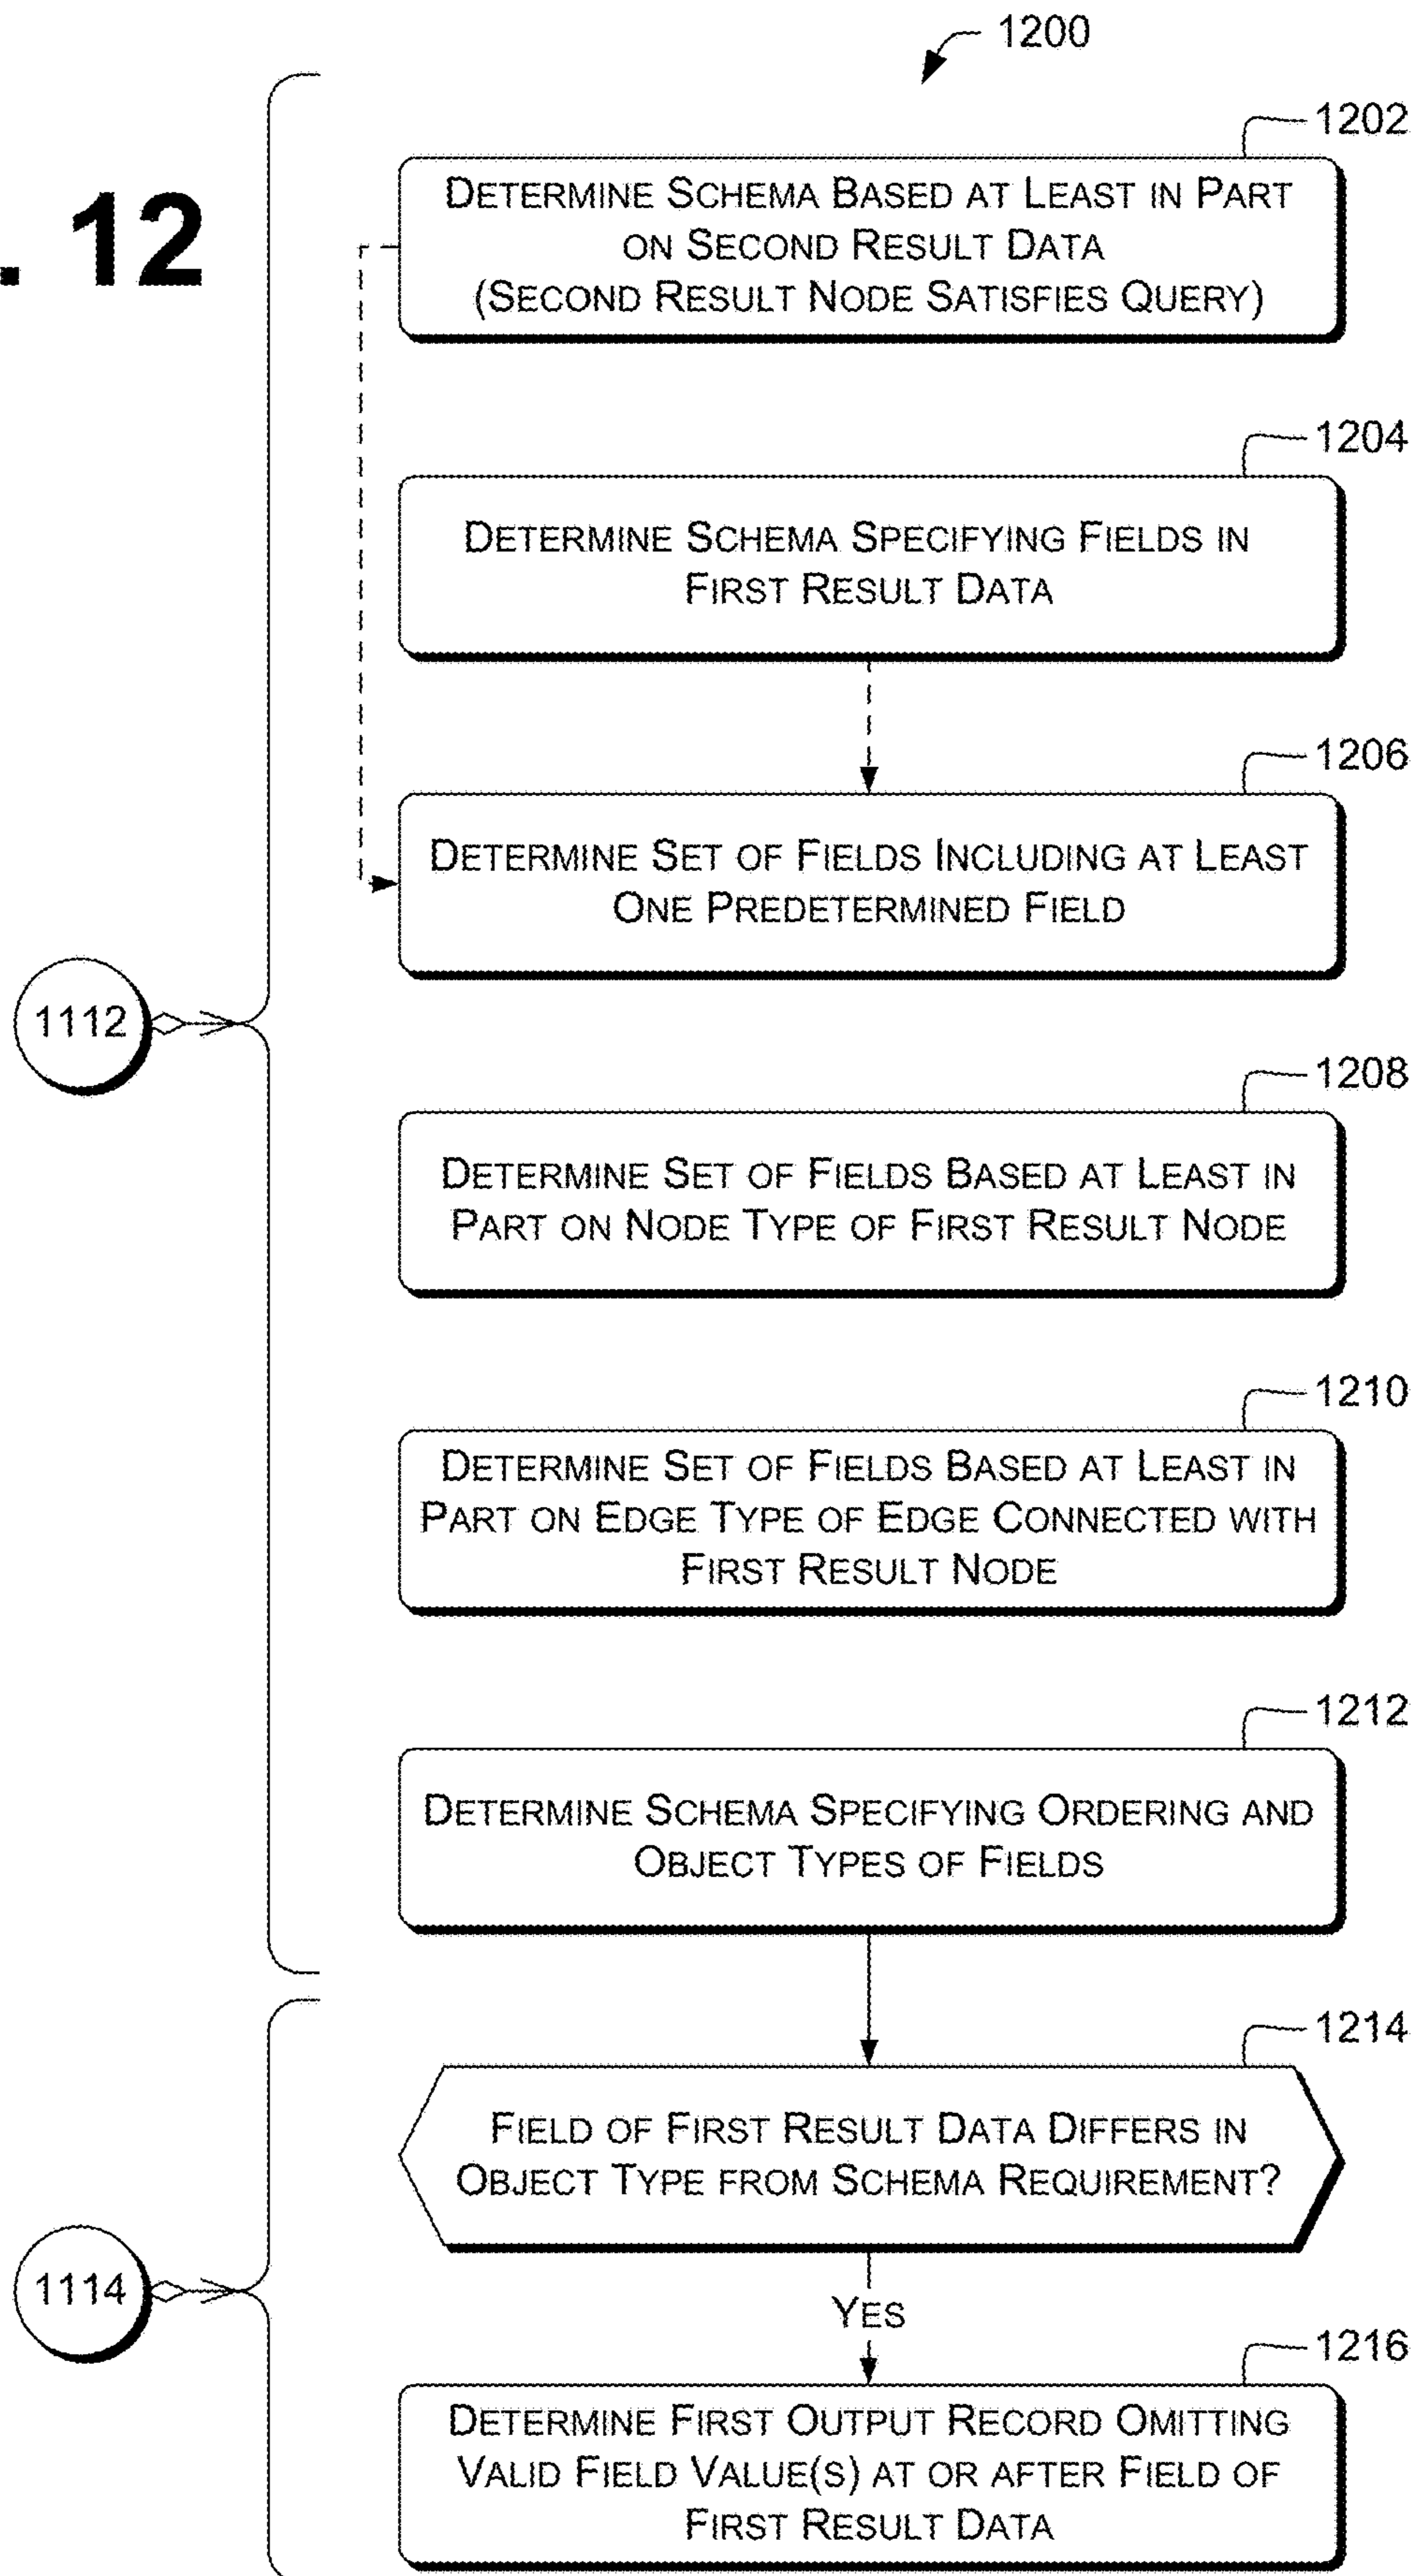 1200
. 12
1202
DETERMINE SCHEMA BASED AT LEAST IN PART
ON SECOND RESULT DATA
(SECOND RESULT NODE SATISFIES QUERY)
1204
DETERMINE SCHEMA SPECIFYING FIELDS IN
FIRST RESULT DATA
1206
DETERMINE SET OF FIELDS INCLUDING AT LEAST
ONE PREDETERMINED FIELD
1112
1208
DETERMINE SET OF FIELDS BASED AT LEAST IN
PART ON NODE TYPE OF FIRST RESULT NODE
1210
DETERMINE SET OF FIELDS BASED AT LEAST IN
PART ON EDGE TYPE OF EDGE CONNECTED WITH
FIRST RESULT NODE
1212
DETERMINE SCHEMA SPECIFYING ORDERING AND
OBJECT TYPES OF FIELDS
1214
FIELD OF FIRST RESULT DATA DIFFERS IN
OBJECT TYPE FROM SCHEMA REQUIREMENT?
1114
YES
1216
DETERMINE FIRST OUTPUT RECORD OMITTING
VALID FIELD VALUE(S) AT OR AFTER FIELD OF
FIRST RESULT DATA